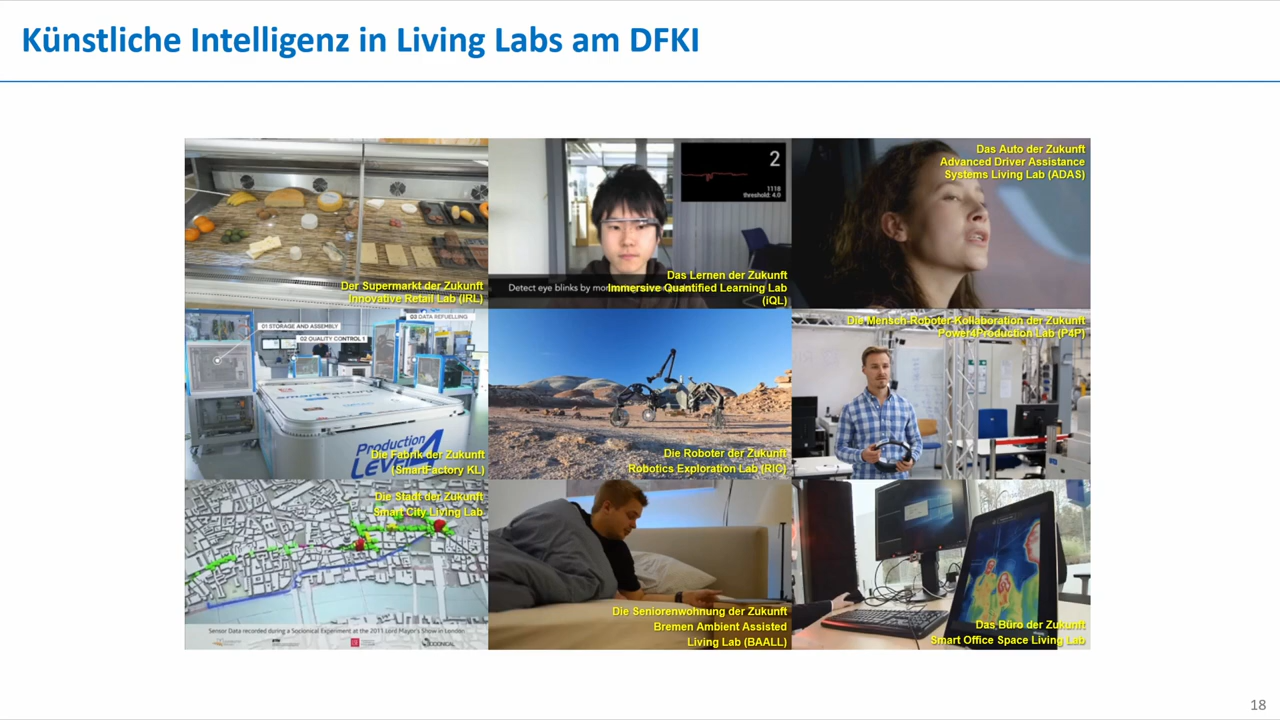 Künstliche Intelligenz in Living Labs am DFKI
Der Supermarkt der Zukunft
Innovative Retail Lab (IRL)
2
1118
threshold: 4.0
Das Lernen der Zukunft
Detect eye blinks by
Immersive Quantified Learning Lab
(iQL)
Das Auto der Zukunft
Advanced Driver Assistance
Systems Living Lab (ADAS)
03 DATA REFUELLING
01 STORAGE AND ASSEMBLY
02 QUALITY CONTROL 1
smartFactory
Production
LEVEL 4
Die Fabrik der Zukunft
(SmartFactory KL)
Die Roboter der Zukunft
Robotics Exploration Lab (RIC)
Die Mensch-Roboter-Kollaboration der Zukunft
Power4Production Lab (P4P)
Die Stadt der Zukunft
Smart City Living Lab
Sensor Data recorded during a Socionical Experiment at the 2011 Lord Mayor's Show in London
SOCIONICAL
Die Seniorenwohnung der Zukunft
Bremen Ambient Assisted
Living Lab (BAALL)
Das Büro der Zukunft
Smart Office Space Living Lab
18